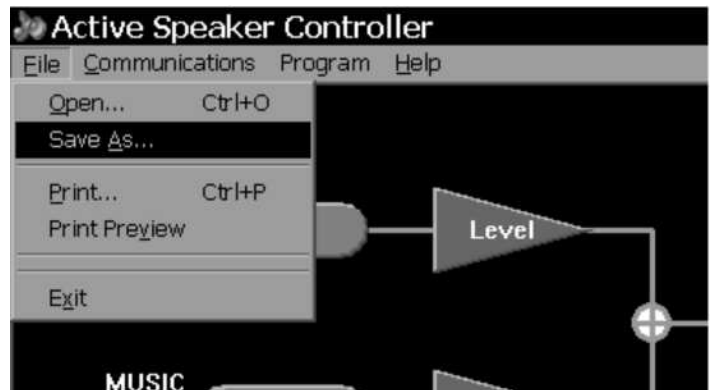 Active Speaker Controller
File Communications Program Help
Open... Ctrl+O
Save As...
Print... Ctrl+P
Print Preview
Level
Exit
MUSIC